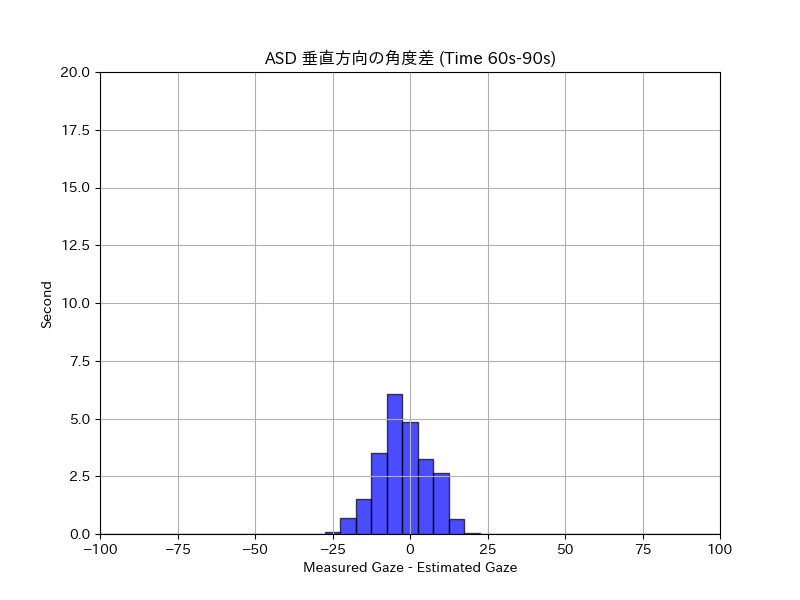 ASD 垂直方向の角度差 (Time 60s-90s)
20.0
17.5
15.0
12.5
10.0
7.5
5.0
2.5
0.0
Second
−100 −75 −50 −25 0 25 50 75 100
Measured Gaze - Estimated Gaze